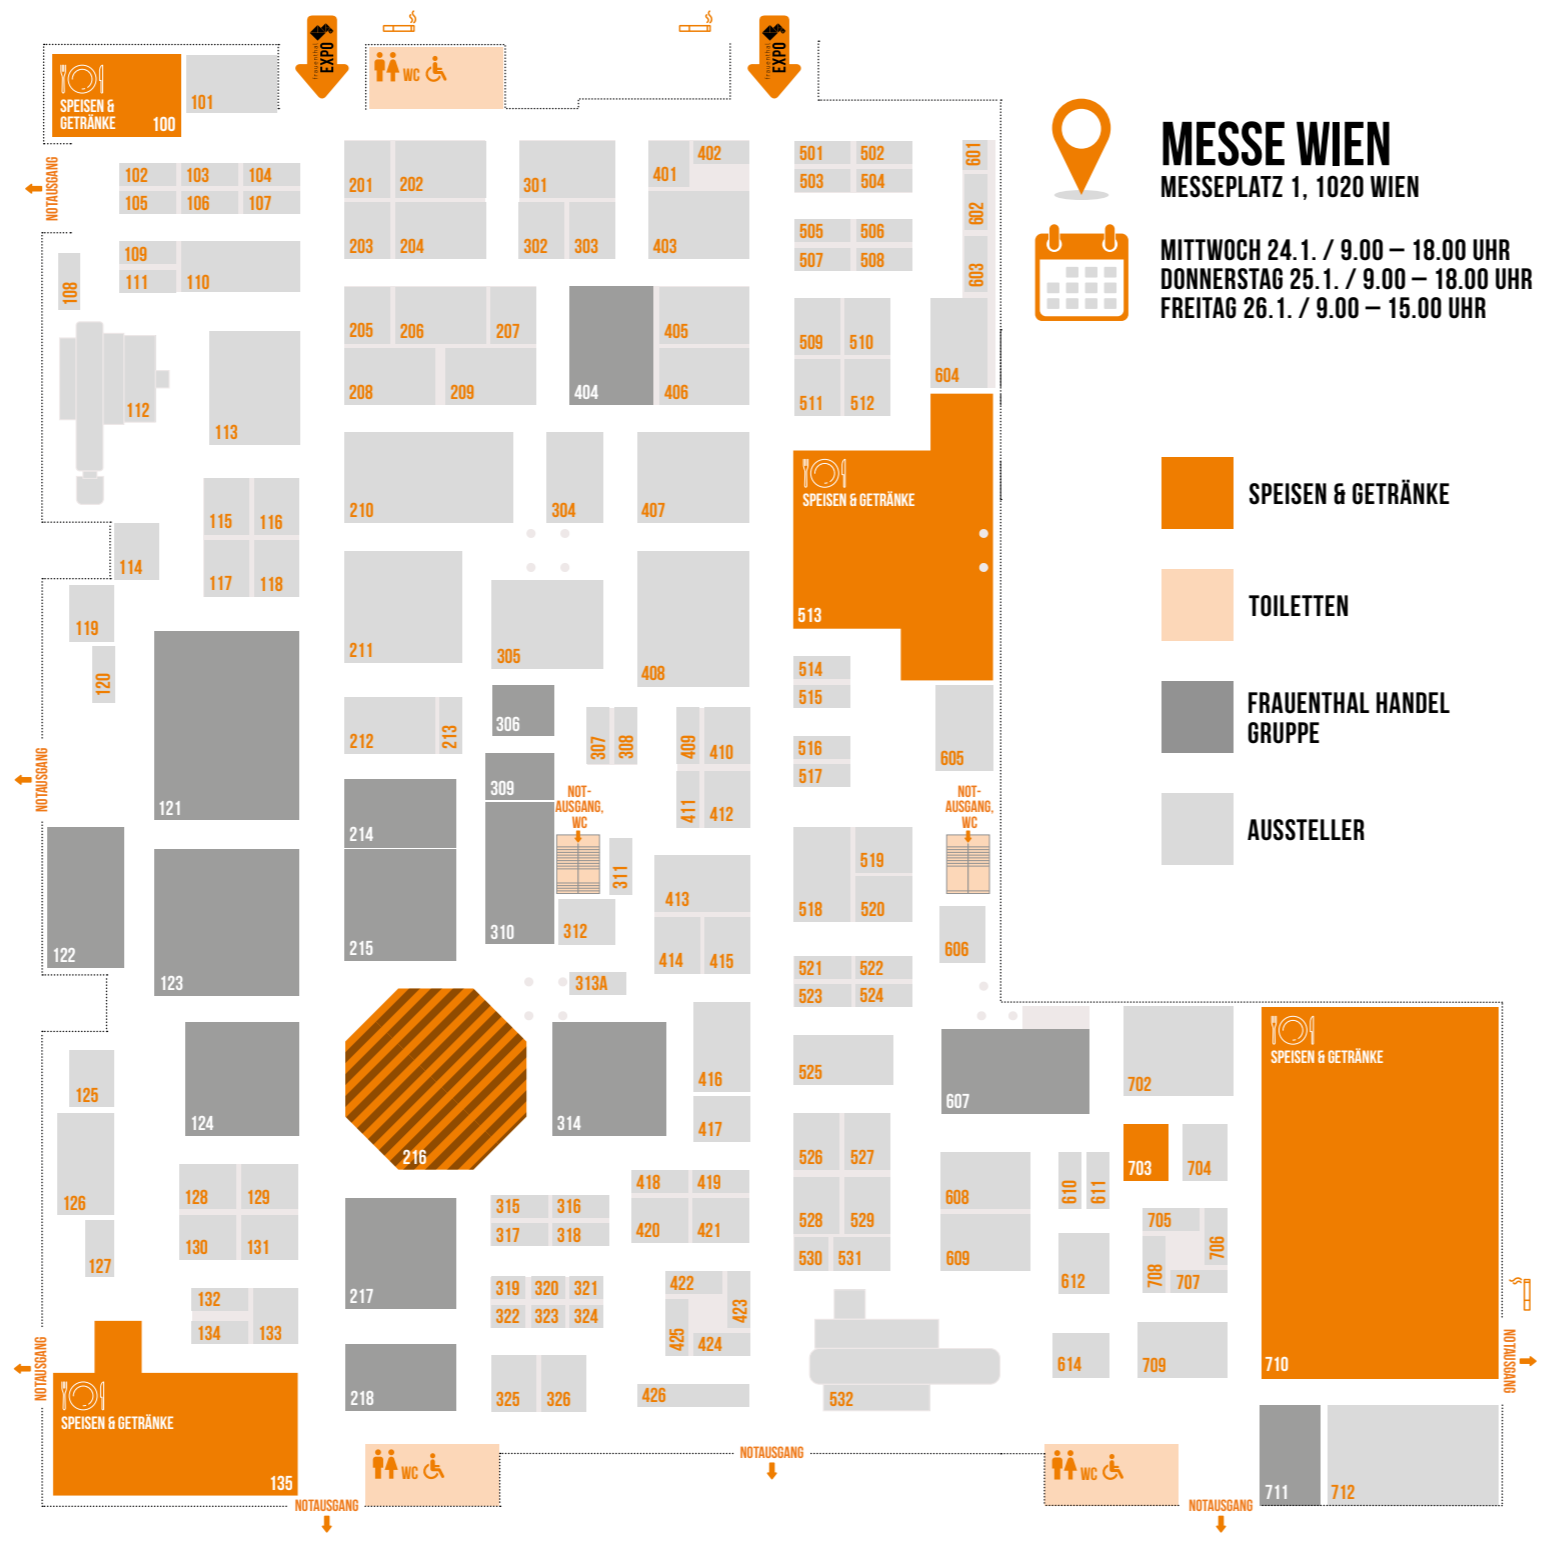 frauenthal
EXPO
frauenthal
EXPO
WC
SPEISEN &
GETRÄNKE
100
101
MESSE WIEN
MESSEPLATZ 1, 1020 WIEN
MITTWOCH 24.1. / 9.00 – 18.00 UHR
DONNERSTAG 25.1. / 9.00 – 18.00 UHR
FREITAG 26.1. / 9.00 – 15.00 UHR
SPEISEN & GETRÄNKE
TOILETTEN
FRAUENTHAL HANDEL
GRUPPE
AUSSTELLER
NOTAUSGANG
102 103 104
105 106 107
108
109
110
111
112
113
114
115 116
117 118
119
120
121
NOTAUSGANG
122
123
124
125
126
127
128 129
130 131
132
133
134
NOTAUSGANG
SPEISEN & GETRÄNKE
135
201 202
203 204
205 206 207
208 209
210
211
212 213
214
215
216
217
218
301
302 303
304
305
306
307 308
309
NOT-
AUSGANG,
WC
310
311
312
313A
314
315 316
317 318
319 320 321
322 323 324
325 326
401 402
403
404
405
406
407
408
409 410
411 412
413
414 415
416
417
418 419
420 421
422
423
424
425
426
501 502
503 504
505 506
507 508
509 510
511 512
SPEISEN & GETRÄNKE
513
514
515
516
517
518
519
520
521 522
523 524
525
526 527
528 529
530 531
532
601
602
603
604
605
NOT-
AUSGANG,
WC
606
607
608
609
610 611
612
614
702
703 704
705
706
707
708
709
SPEISEN & GETRÄNKE
710
711 712
NOTAUSGANG
WC
WC
NOTAUSGANG
NOTAUSGANG
NOTAUSGANG